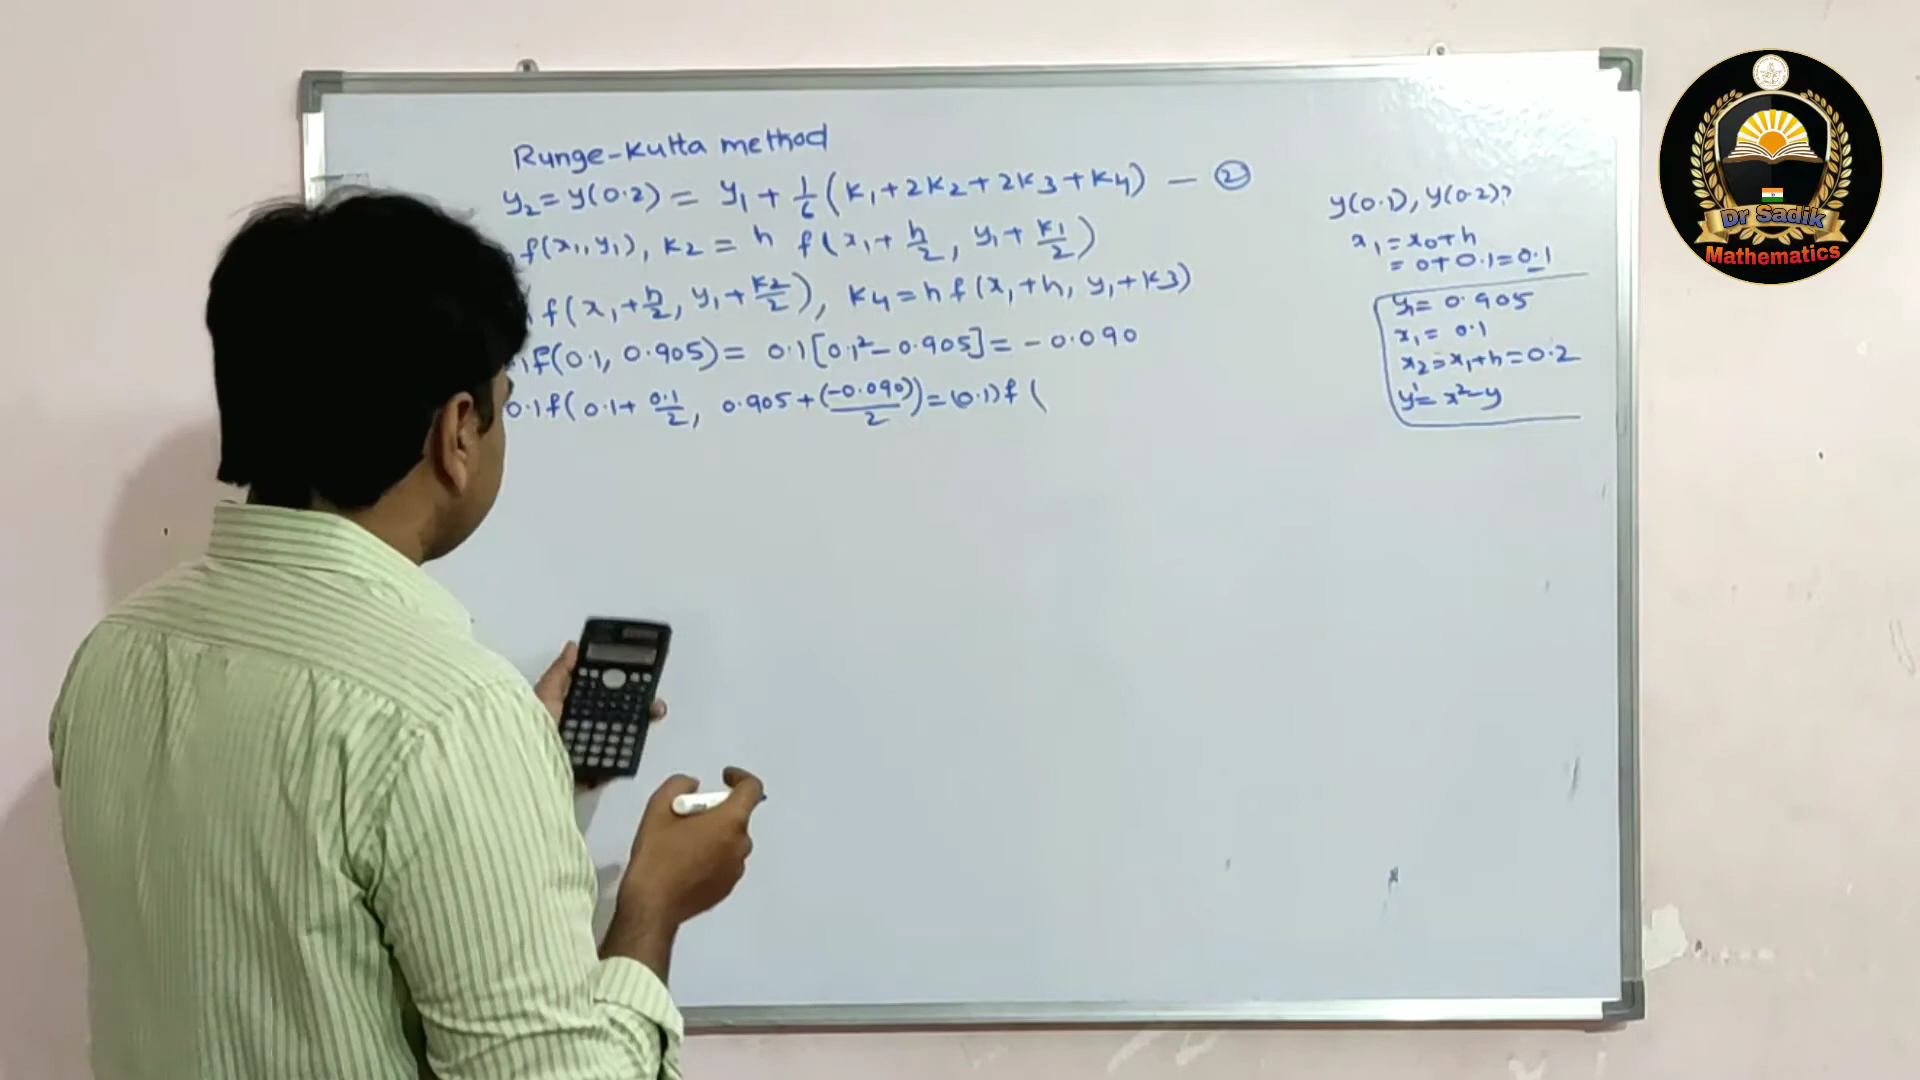 Runge-Kutta method
y₂ = y(0.2) = y₁ + 1/6 (k₁ + 2k₂ + 2k₃ + k₄) — ②
f(x₁, y₁), k₂ = h f(x₁ + h/2, y₁ + k₁/2)
f(x₁ + h/2, y₁ + k₂/2), k₄ = h f(x₁ + h, y₁ + k₃)
.1 f(0.1, 0.905) = 0.1[0.1² - 0.905] = -0.090
0.1 f(0.1 + 0.1/2, 0.905 + (-0.090)/2) = (0.1) f (
y(0.1), y(0.2)?
x₁ = x₀ + h
= 0 + 0.1 = 0.1
y₁ = 0.905
x₁ = 0.1
x₂ = x₁ + h = 0.2
y' = x² - y
Dr Sadik
Mathematics